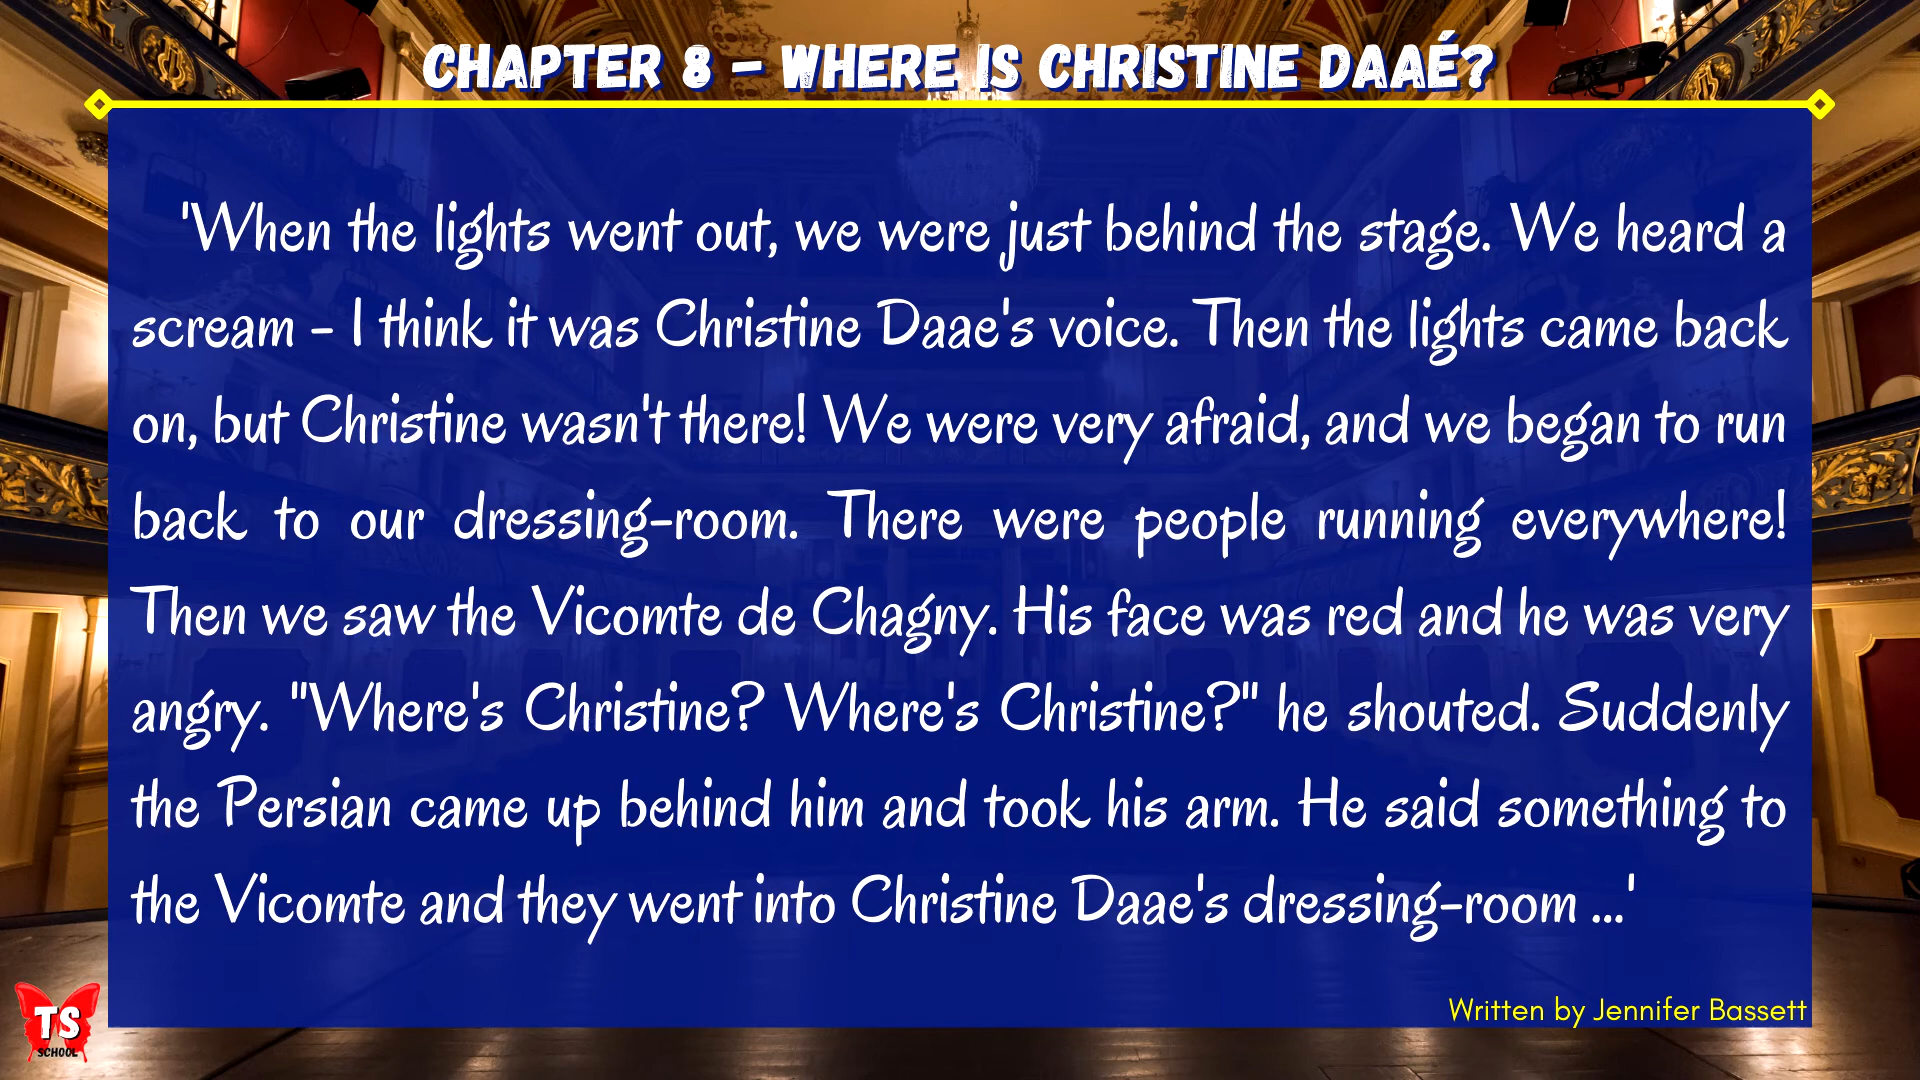 CHAPTER 8 – WHERE IS CHRISTINE DAAÉ?
'When the lights went out, we were just behind the stage. We heard a
scream – I think it was Christine Daae's voice. Then the lights came back
on, but Christine wasn't there! We were very afraid, and we began to run
back to our dressing-room. There were people running everywhere!
Then we saw the Vicomte de Chagny. His face was red and he was very
angry. "Where's Christine? Where's Christine?" he shouted. Suddenly
the Persian came up behind him and took his arm. He said something to
the Vicomte and they went into Christine Daae's dressing-room ...'
Written by Jennifer Bassett
TS
SCHOOL